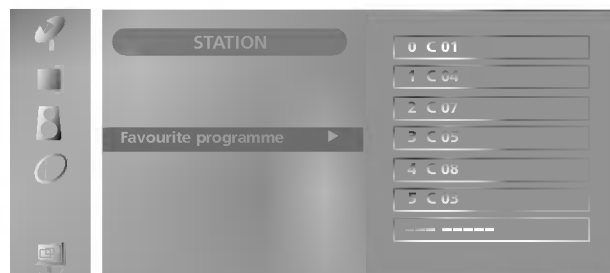 STATION
Favourite programme
0 C 01
1 C 04
2 C 07
3 C 05
4 C 08
5 C 03